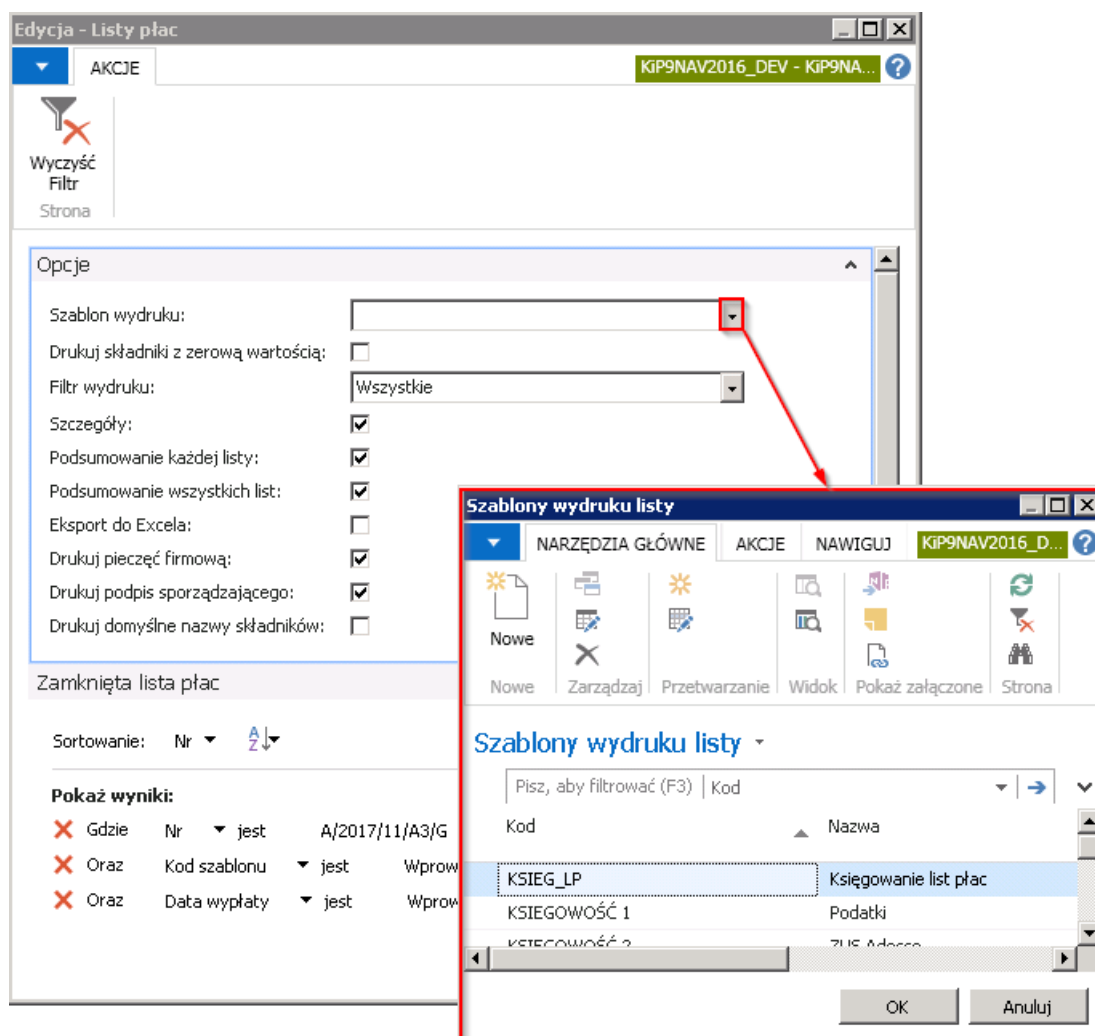 Edycja - Listy płac
AKCJE
KiP9NAV2016_DEV - KiP9NA...
?
Wyczyść
Filtr
Strona
Opcje
Szablon wydruku:
Drukuj składniki z zerową wartością:
Filtr wydruku: Wszystkie
Szczegóły:
Podsumowanie każdej listy:
Podsumowanie wszystkich list:
Eksport do Excela:
Drukuj pieczęć firmową:
Drukuj podpis sporządzającego:
Drukuj domyślne nazwy składników:
Zamknięta lista płac
Sortowanie: Nr
Pokaż wyniki:
Gdzie Nr jest A/2017/11/A3/G
Oraz Kod szablonu jest Wprow
Oraz Data wypłaty jest Wprow
Szablony wydruku listy
NARZĘDZIA GŁÓWNE AKCJE NAWIGUJ KiP9NAV2016_D... ?
Nowe
Nowe Zarządzaj Przetwarzanie Widok Pokaż załączone Strona
Szablony wydruku listy
Pisz, aby filtrować (F3) Kod
Kod Nazwa
KSIEG_LP Księgowanie list płac
KSIEGOWOŚĆ 1 Podatki
KSIEGOWOŚĆ 2 ZUS Adecco
OK Anuluj